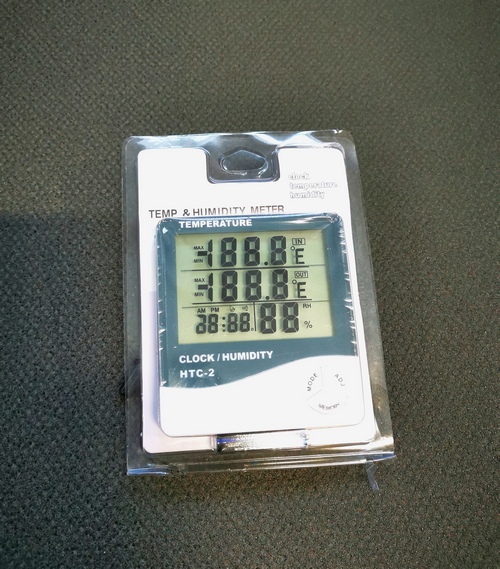 clock
temperature
humidity
TEMP & HUMIDITY METER
TEMPERATURE
MAX
MIN
-188.8°E
IN
MAX
MIN
-188.8°E
OUT
AM PM
RH
88:88
88%
CLOCK / HUMIDITY
HTC-2
MODE
ADJ
MEMORY